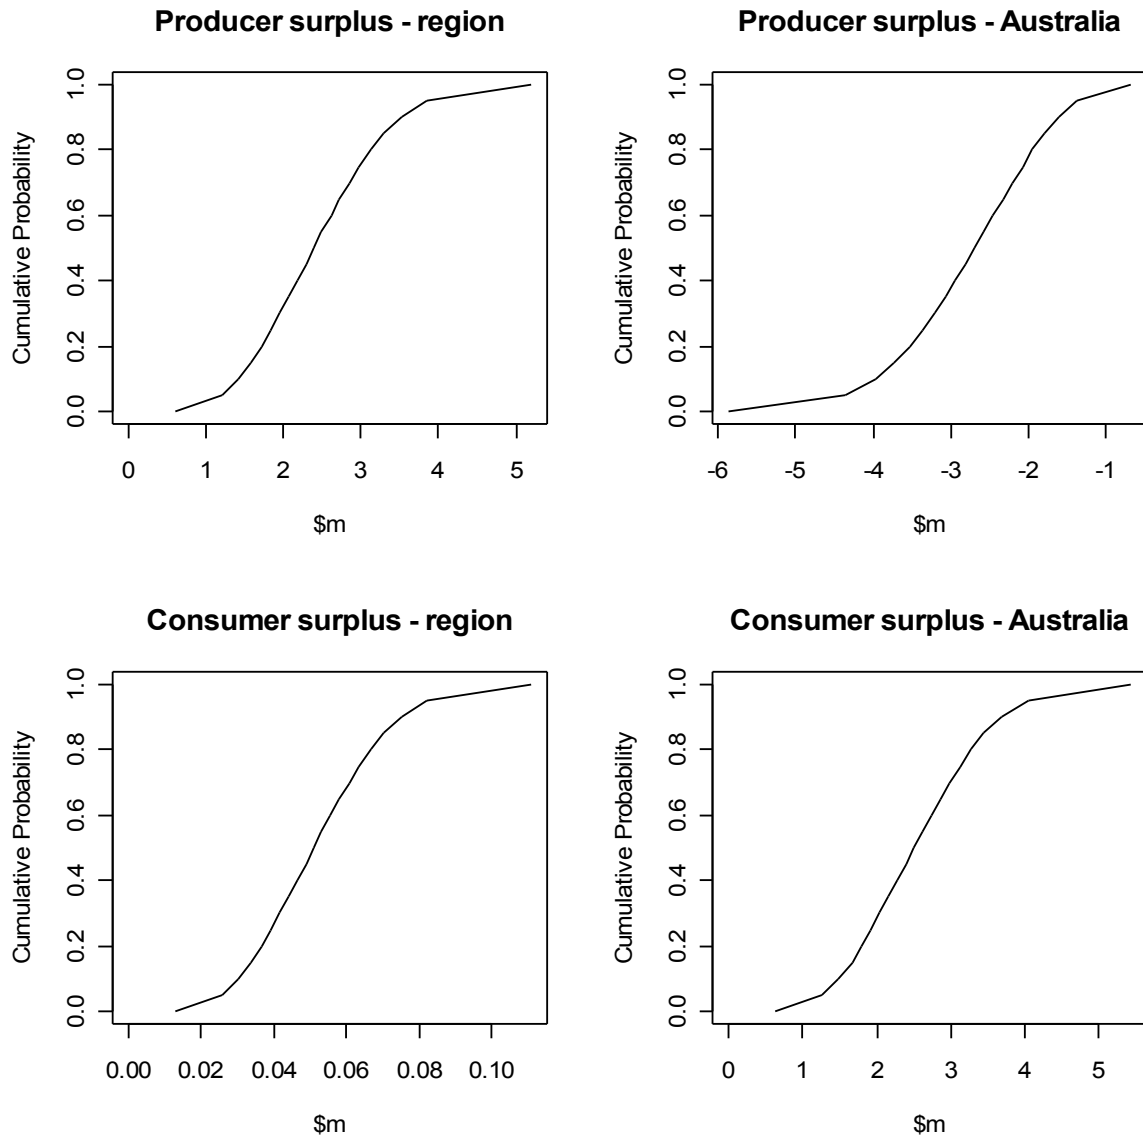 Producer surplus - region
Cumulative Probability
1.0
0.8
0.6
0.4
0.2
0.0
0 1 2 3 4 5
$m
Producer surplus - Australia
Cumulative Probability
1.0
0.8
0.6
0.4
0.2
0.0
-6 -5 -4 -3 -2 -1
$m
Consumer surplus - region
Cumulative Probability
1.0
0.8
0.6
0.4
0.2
0.0
0.00 0.02 0.04 0.06 0.08 0.10
$m
Consumer surplus - Australia
Cumulative Probability
1.0
0.8
0.6
0.4
0.2
0.0
0 1 2 3 4 5
$m